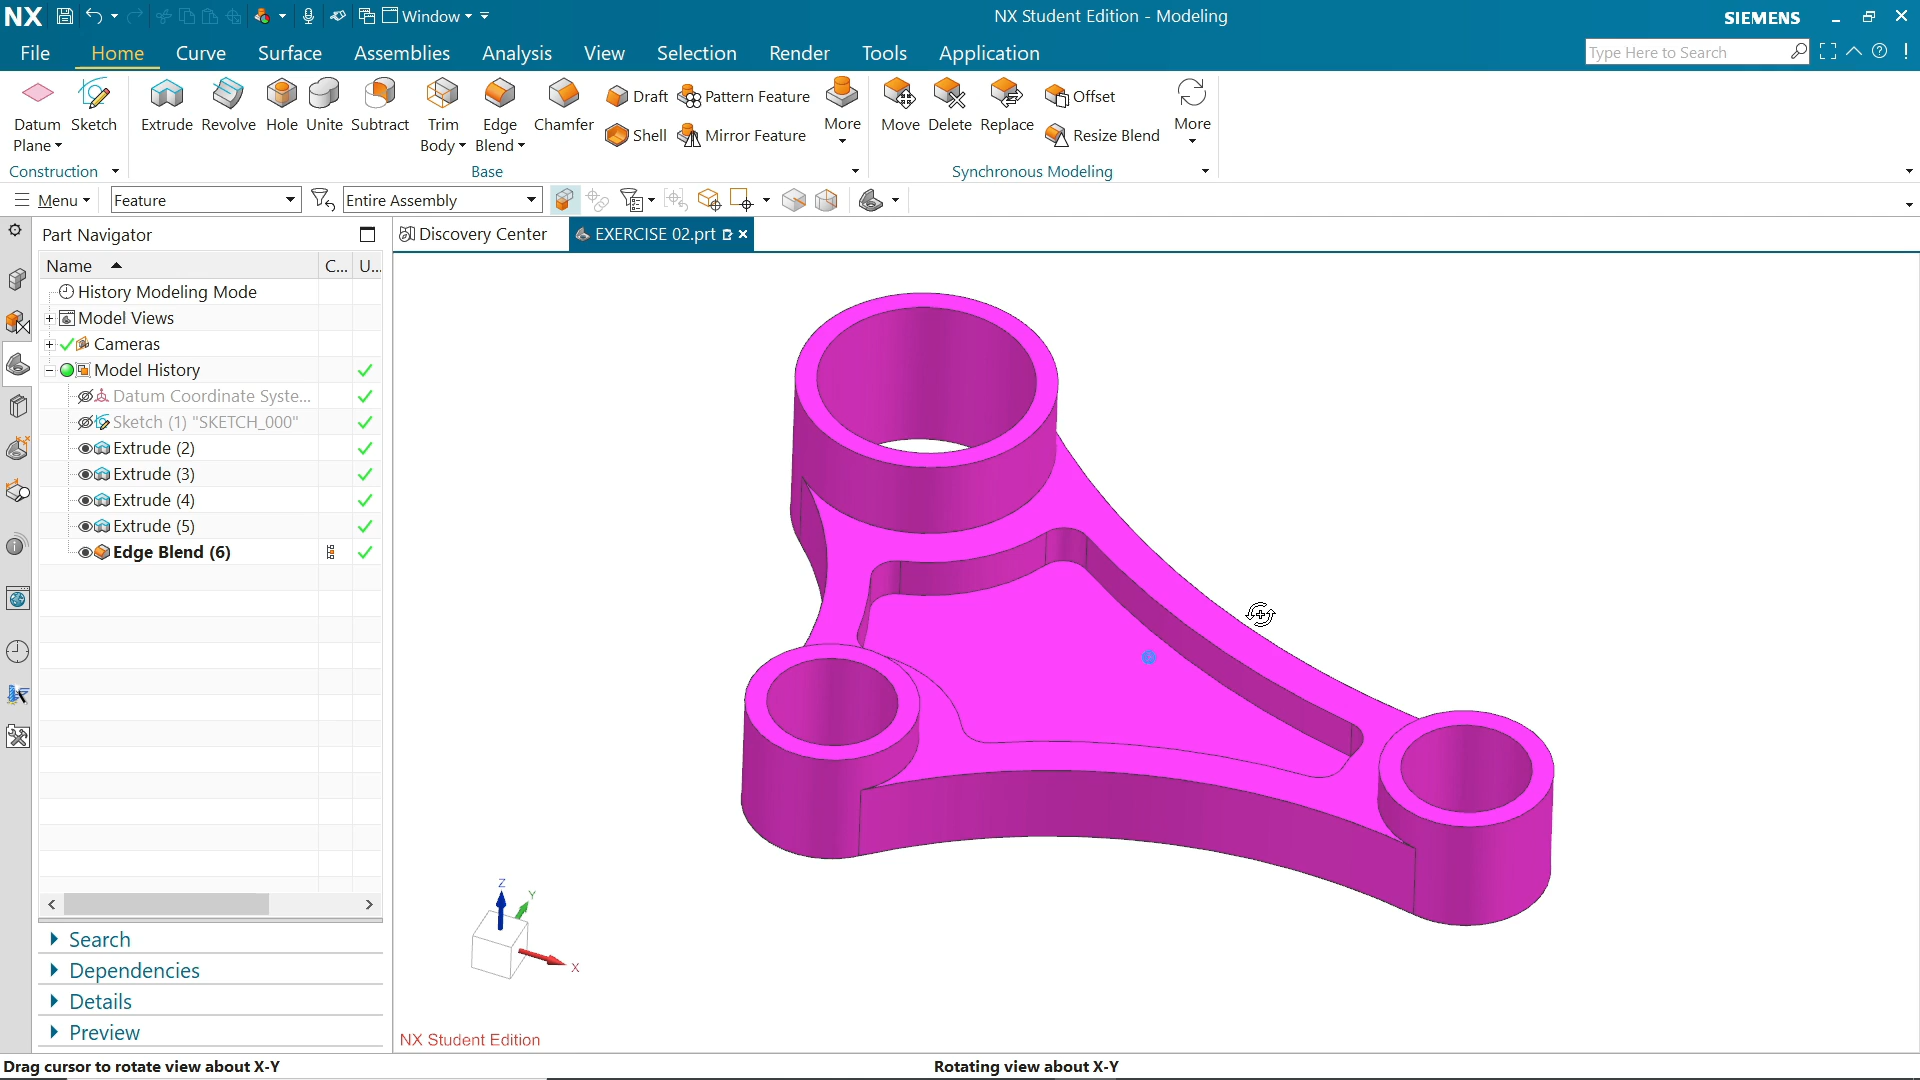 NX Window NX Student Edition - Modeling SIEMENS
File Home Curve Surface Assemblies Analysis View Selection Render Tools Application Type Here to Search
Datum Plane Sketch Extrude Revolve Hole Unite Subtract Trim Body Edge Blend Chamfer Draft Shell Pattern Feature Mirror Feature More Move Delete Replace Offset Resize Blend More
Construction Base Synchronous Modeling
Menu Feature Entire Assembly
Part Navigator Discovery Center EXERCISE 02.prt
Name C... U...
History Modeling Mode
Model Views
Cameras
Model History
Datum Coordinate Syste...
Sketch (1) "SKETCH_000"
Extrude (2)
Extrude (3)
Extrude (4)
Extrude (5)
Edge Blend (6)
Z
Y
X
Search
Dependencies
Details
Preview
NX Student Edition
Drag cursor to rotate view about X-Y Rotating view about X-Y